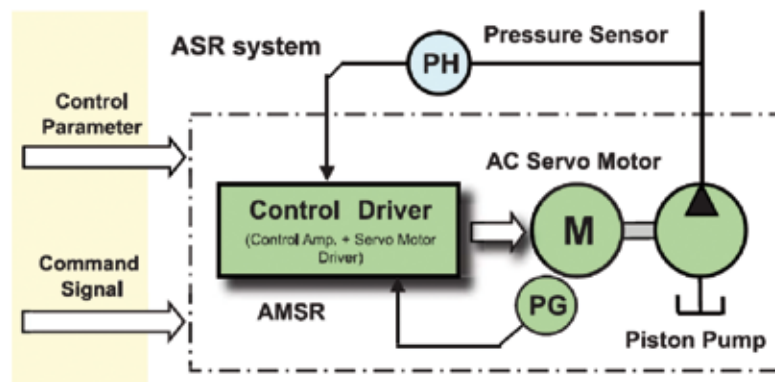 ASR system
Pressure Sensor
PH
Control
Parameter
AC Servo Motor
Control Driver
(Control Amp. + Servo Motor
Driver)
M
Command
Signal
AMSR
PG
Piston Pump